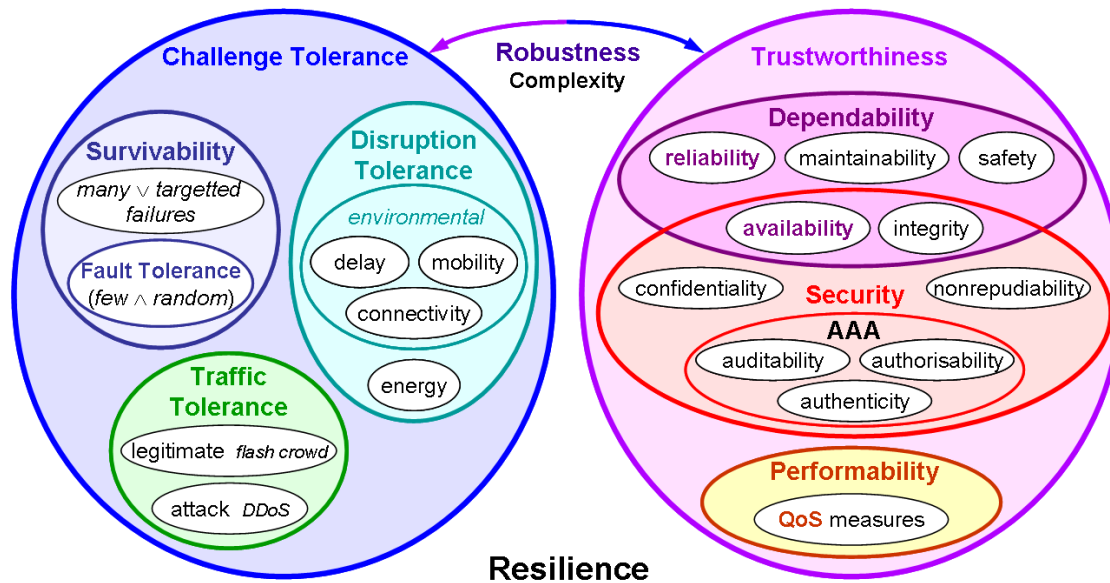 Challenge Tolerance
Robustness
Complexity
Trustworthiness
Survivability
many ∨ targetted
failures
Fault Tolerance
(few ∧ random)
Disruption
Tolerance
environmental
delay
mobility
connectivity
energy
Traffic
Tolerance
legitimate flash crowd
attack DDoS
Dependability
reliability
maintainability
safety
availability
integrity
confidentiality
Security
nonrepudiability
AAA
auditability
authorisability
authenticity
Performability
QoS measures
Resilience